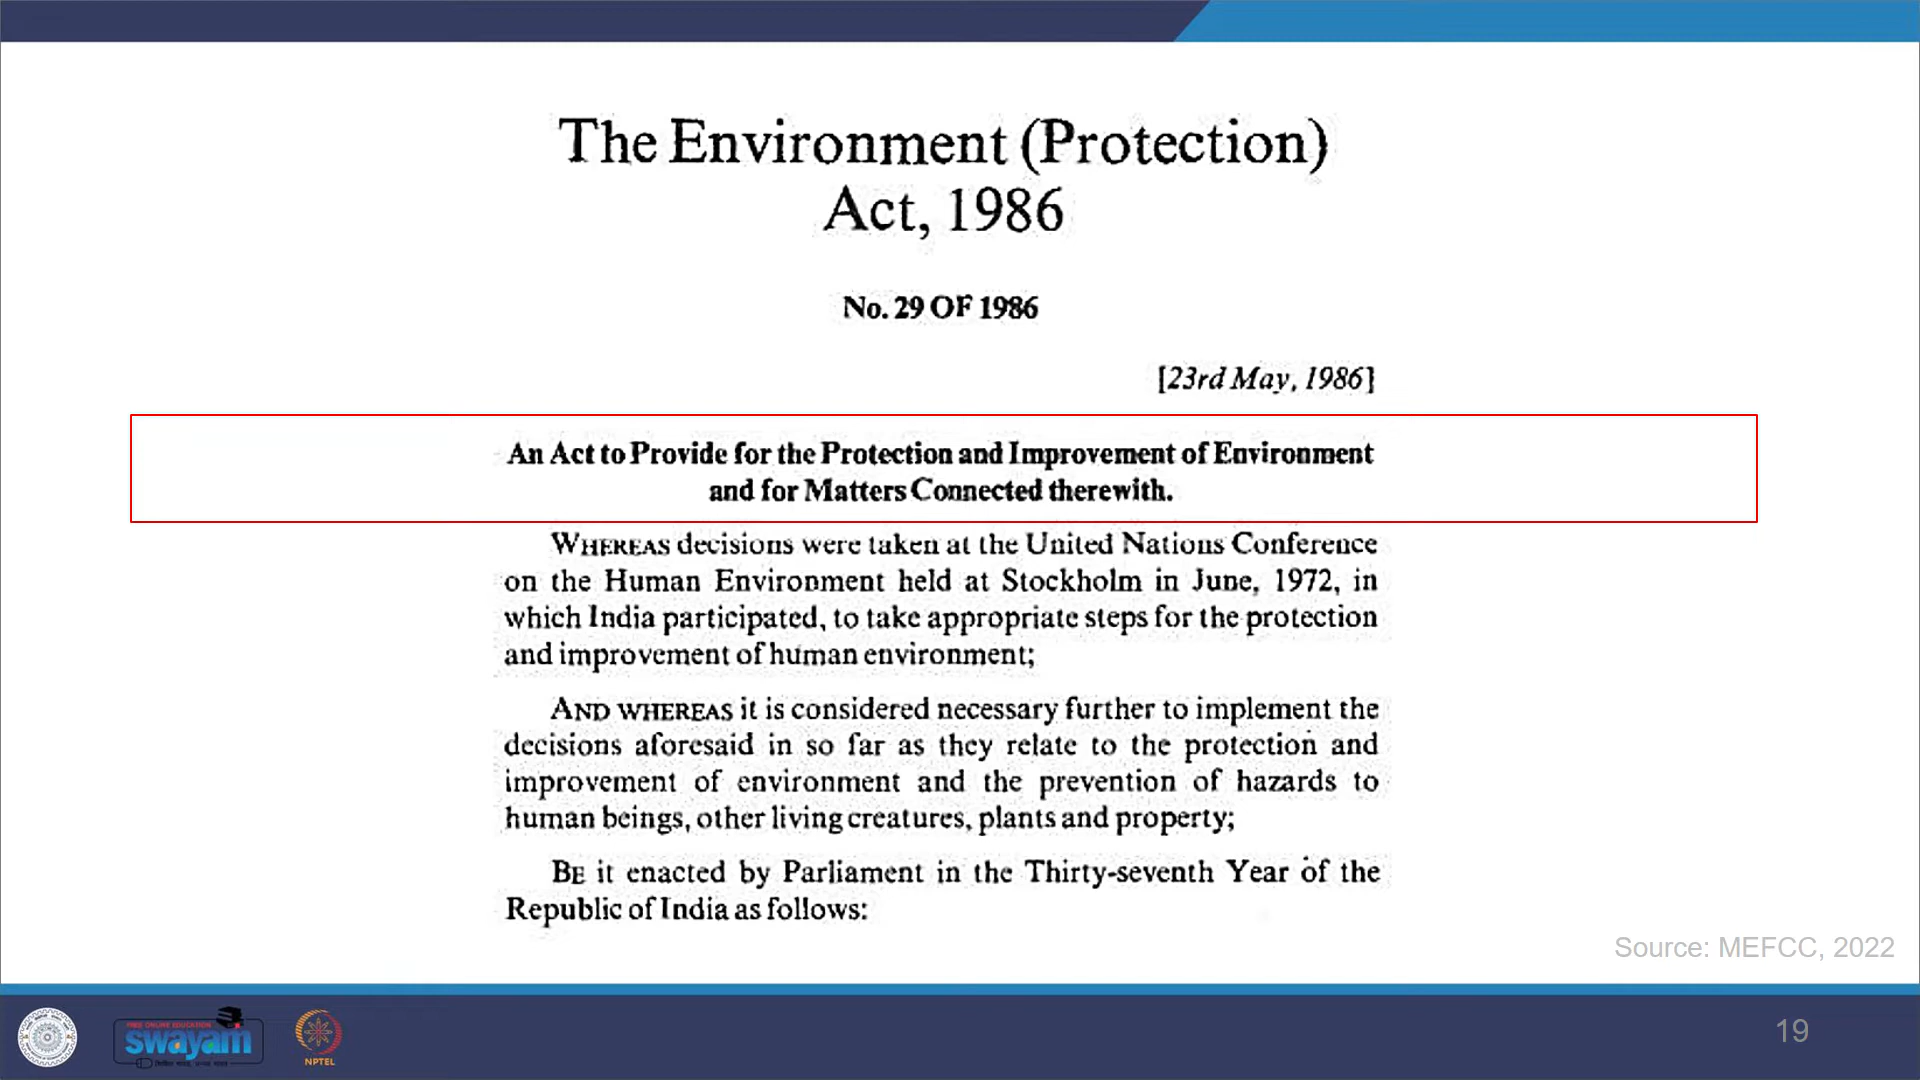 The Environment (Protection)
Act, 1986
No. 29 OF 1986
[23rd May, 1986]
An Act to Provide for the Protection and Improvement of Environment
and for Matters Connected therewith.
WHEREAS decisions were taken at the United Nations Conference
on the Human Environment held at Stockholm in June, 1972, in
which India participated, to take appropriate steps for the protection
and improvement of human environment;
AND WHEREAS it is considered necessary further to implement the
decisions aforesaid in so far as they relate to the protection and
improvement of environment and the prevention of hazards to
human beings, other living creatures, plants and property;
BE it enacted by Parliament in the Thirty-seventh Year of the
Republic of India as follows:
Source: MEFCC, 2022
FREE ONLINE EDUCATION
swayam
NPTEL
19